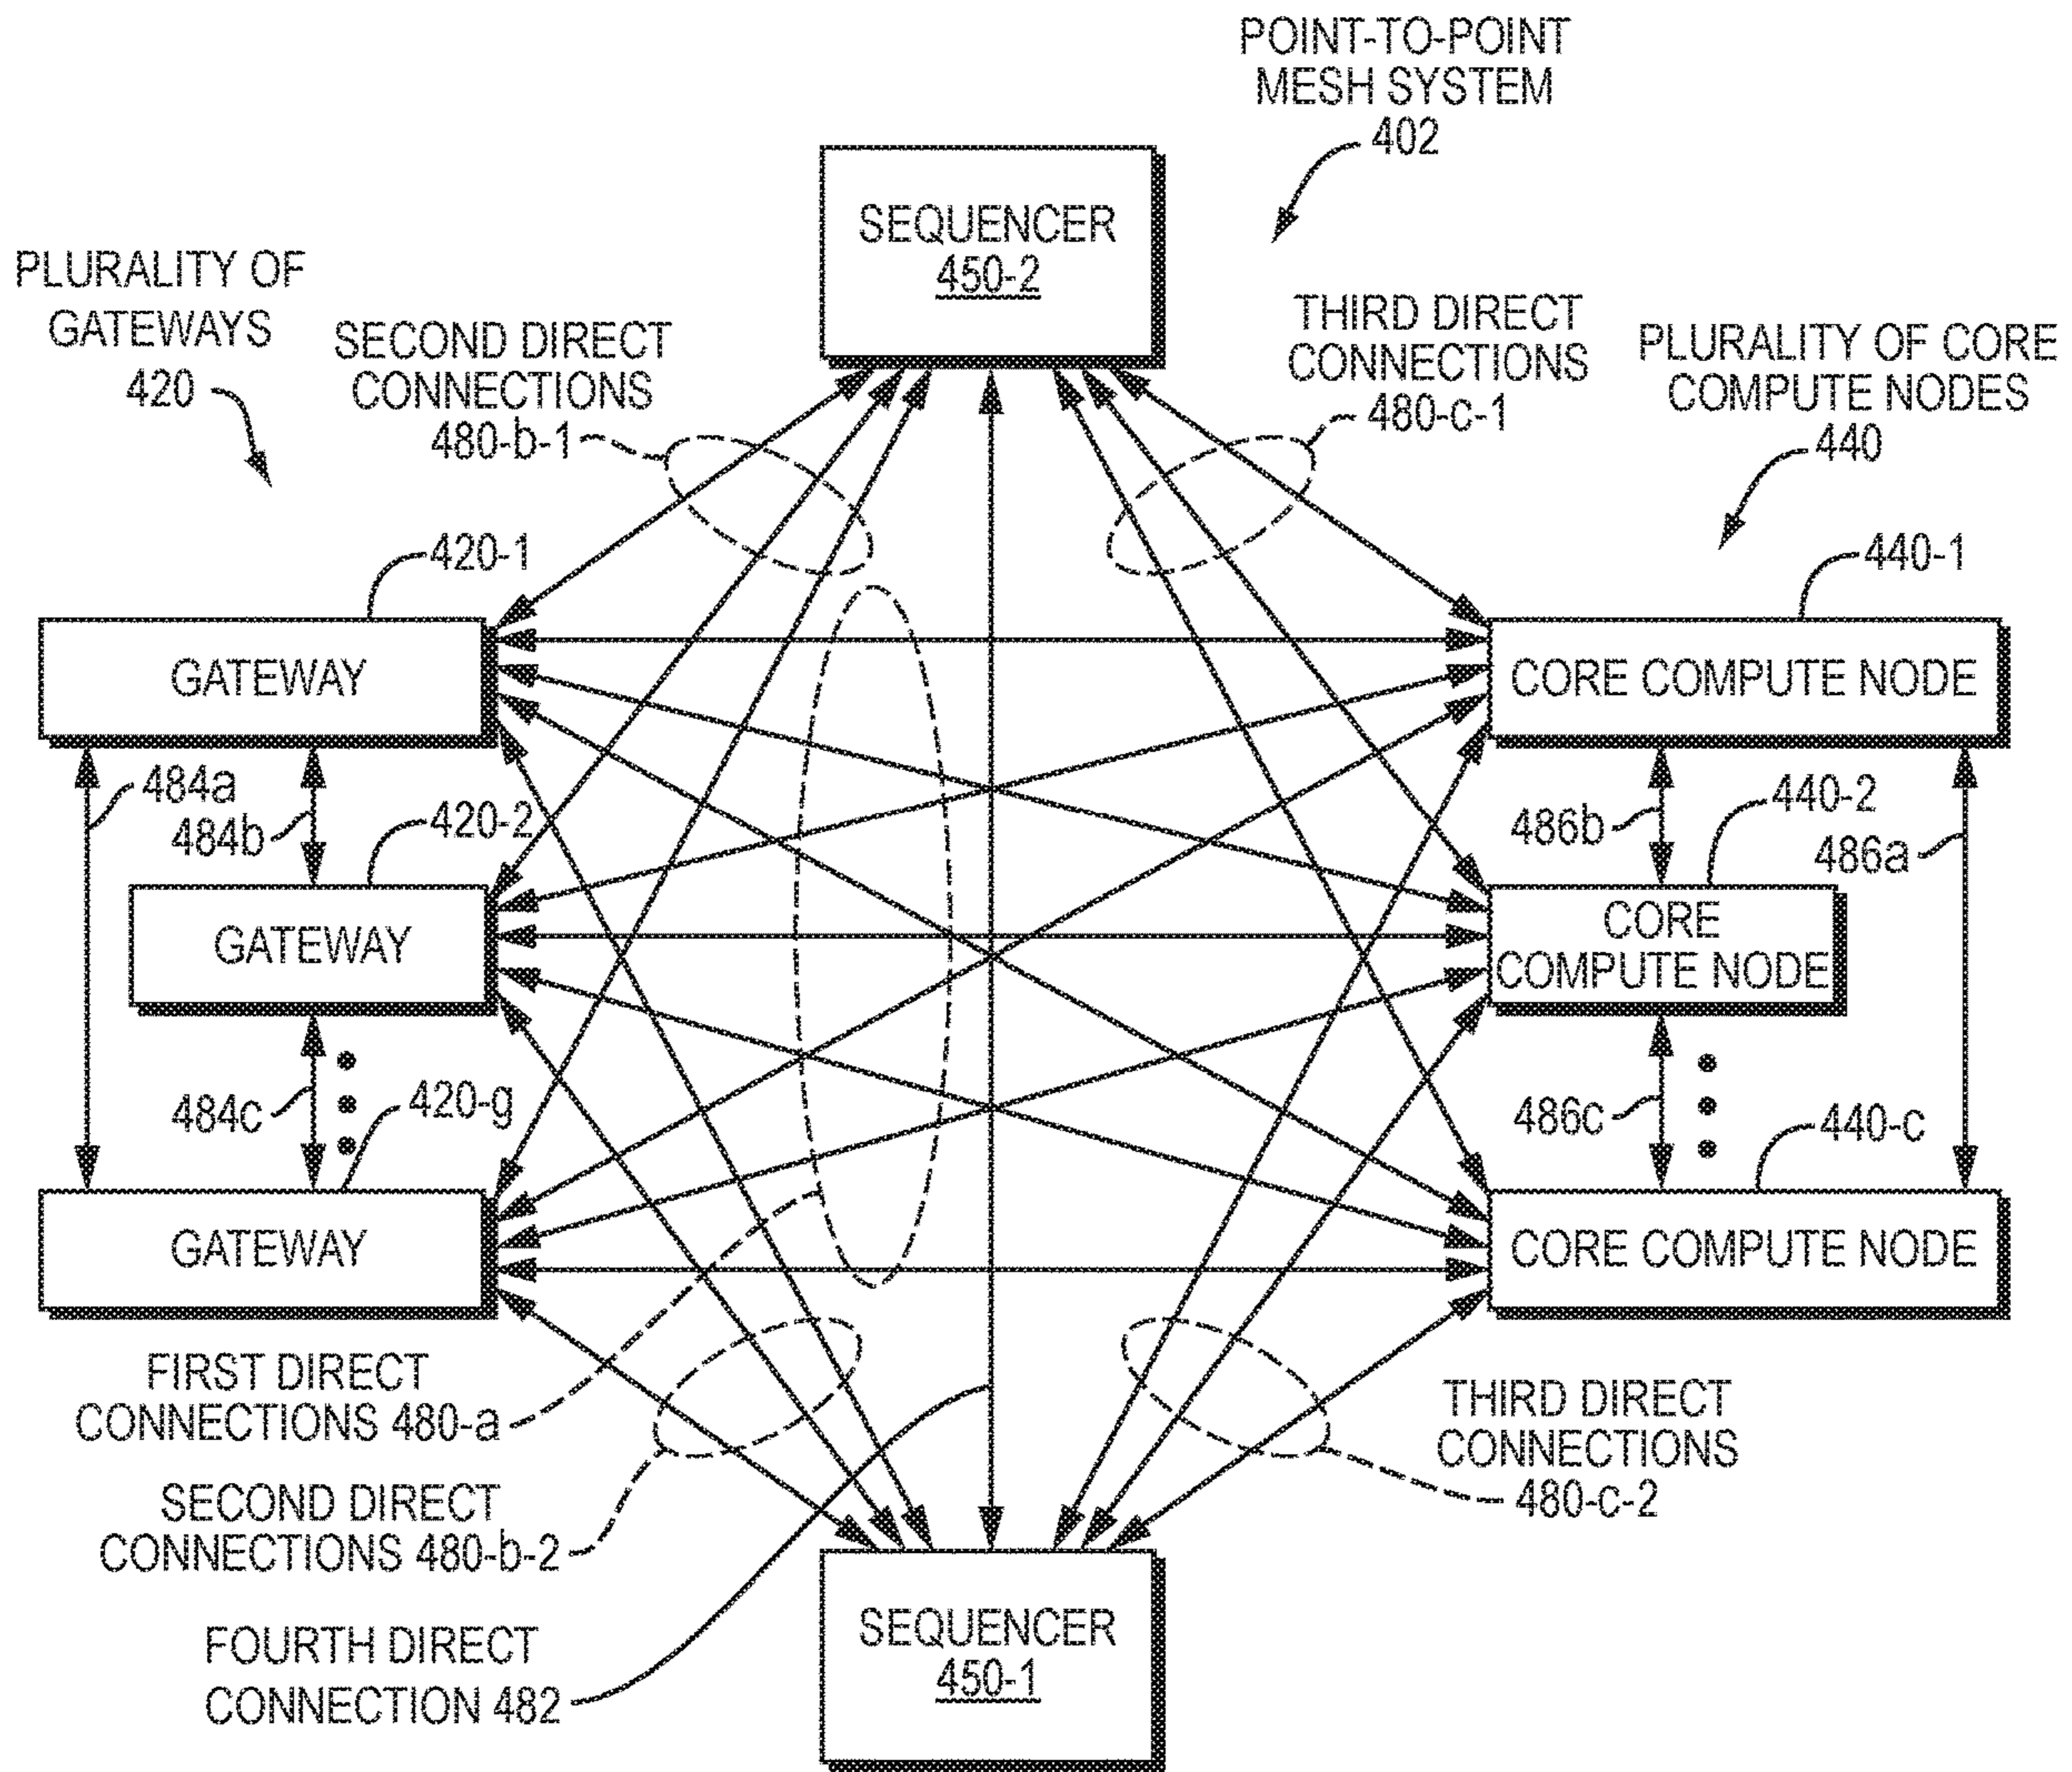 POINT-TO-POINT
MESH SYSTEM
402
SEQUENCER
450-2
PLURALITY OF
GATEWAYS
420
SECOND DIRECT
CONNECTIONS
480-b-1
THIRD DIRECT
CONNECTIONS
480-c-1
PLURALITY OF CORE
COMPUTE NODES
440
420-1
440-1
GATEWAY
CORE COMPUTE NODE
484a
484b
420-2
486b
440-2
486a
GATEWAY
CORE
COMPUTE NODE
484c
420-g
486c
440-c
GATEWAY
CORE COMPUTE NODE
FIRST DIRECT
CONNECTIONS 480-a
THIRD DIRECT
CONNECTIONS
480-c-2
SECOND DIRECT
CONNECTIONS 480-b-2
SEQUENCER
450-1
FOURTH DIRECT
CONNECTION 482